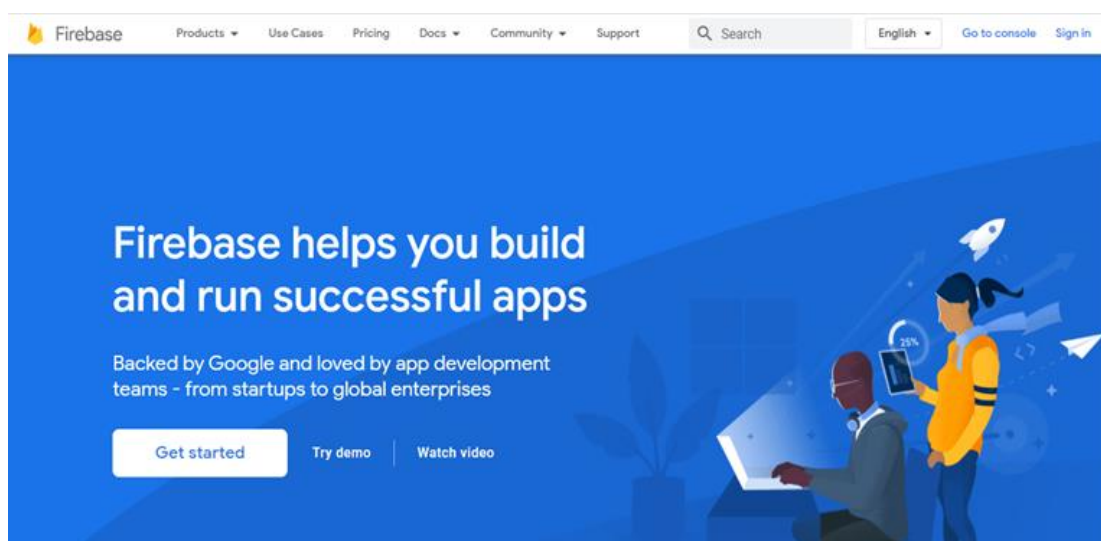 Firebase Products Use Cases Pricing Docs Community Support Search English Go to console Sign in
Firebase helps you build
and run successful apps
Backed by Google and loved by app development
teams - from startups to global enterprises
Get started Try demo Watch video
25%